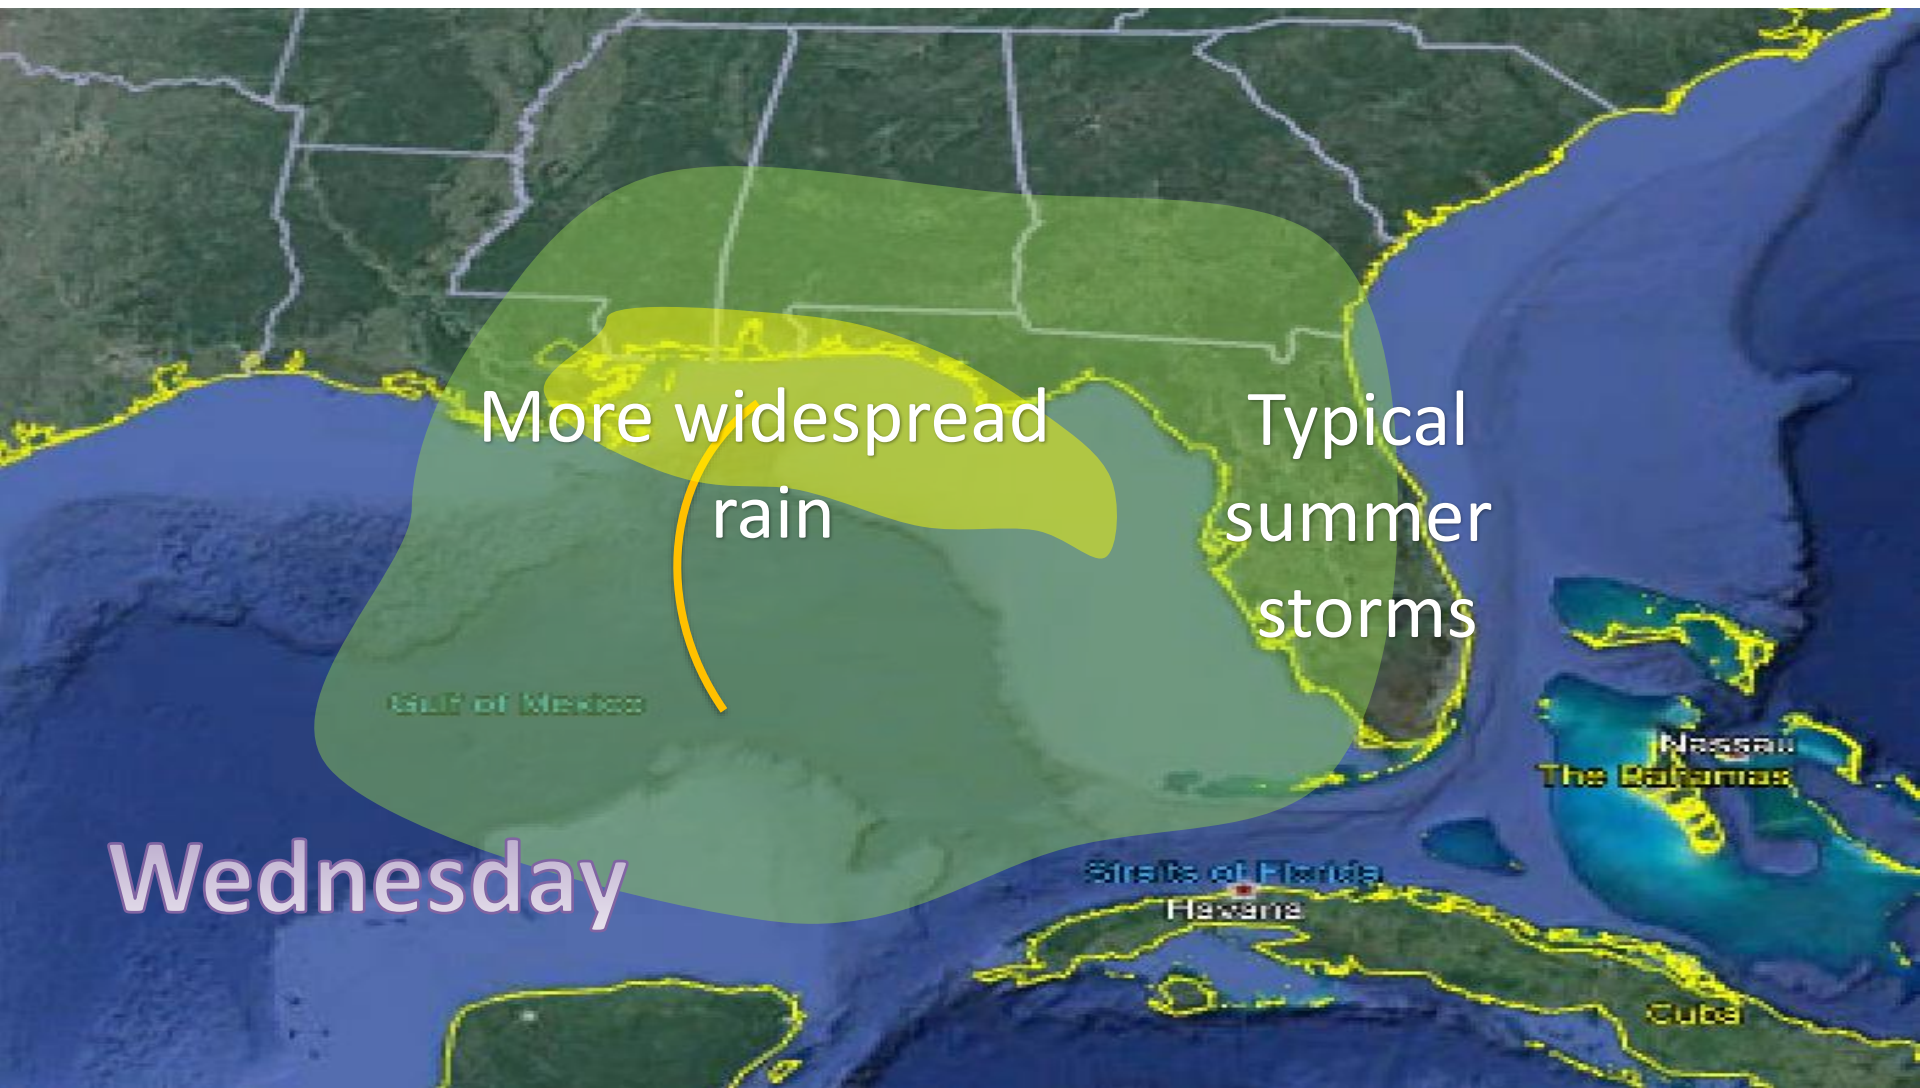 More widespread
rain
Typical
summer
storms
Gulf of Mexico
Nassau
The Bahamas
Wednesday
Straits of Florida
Havana
Cuba